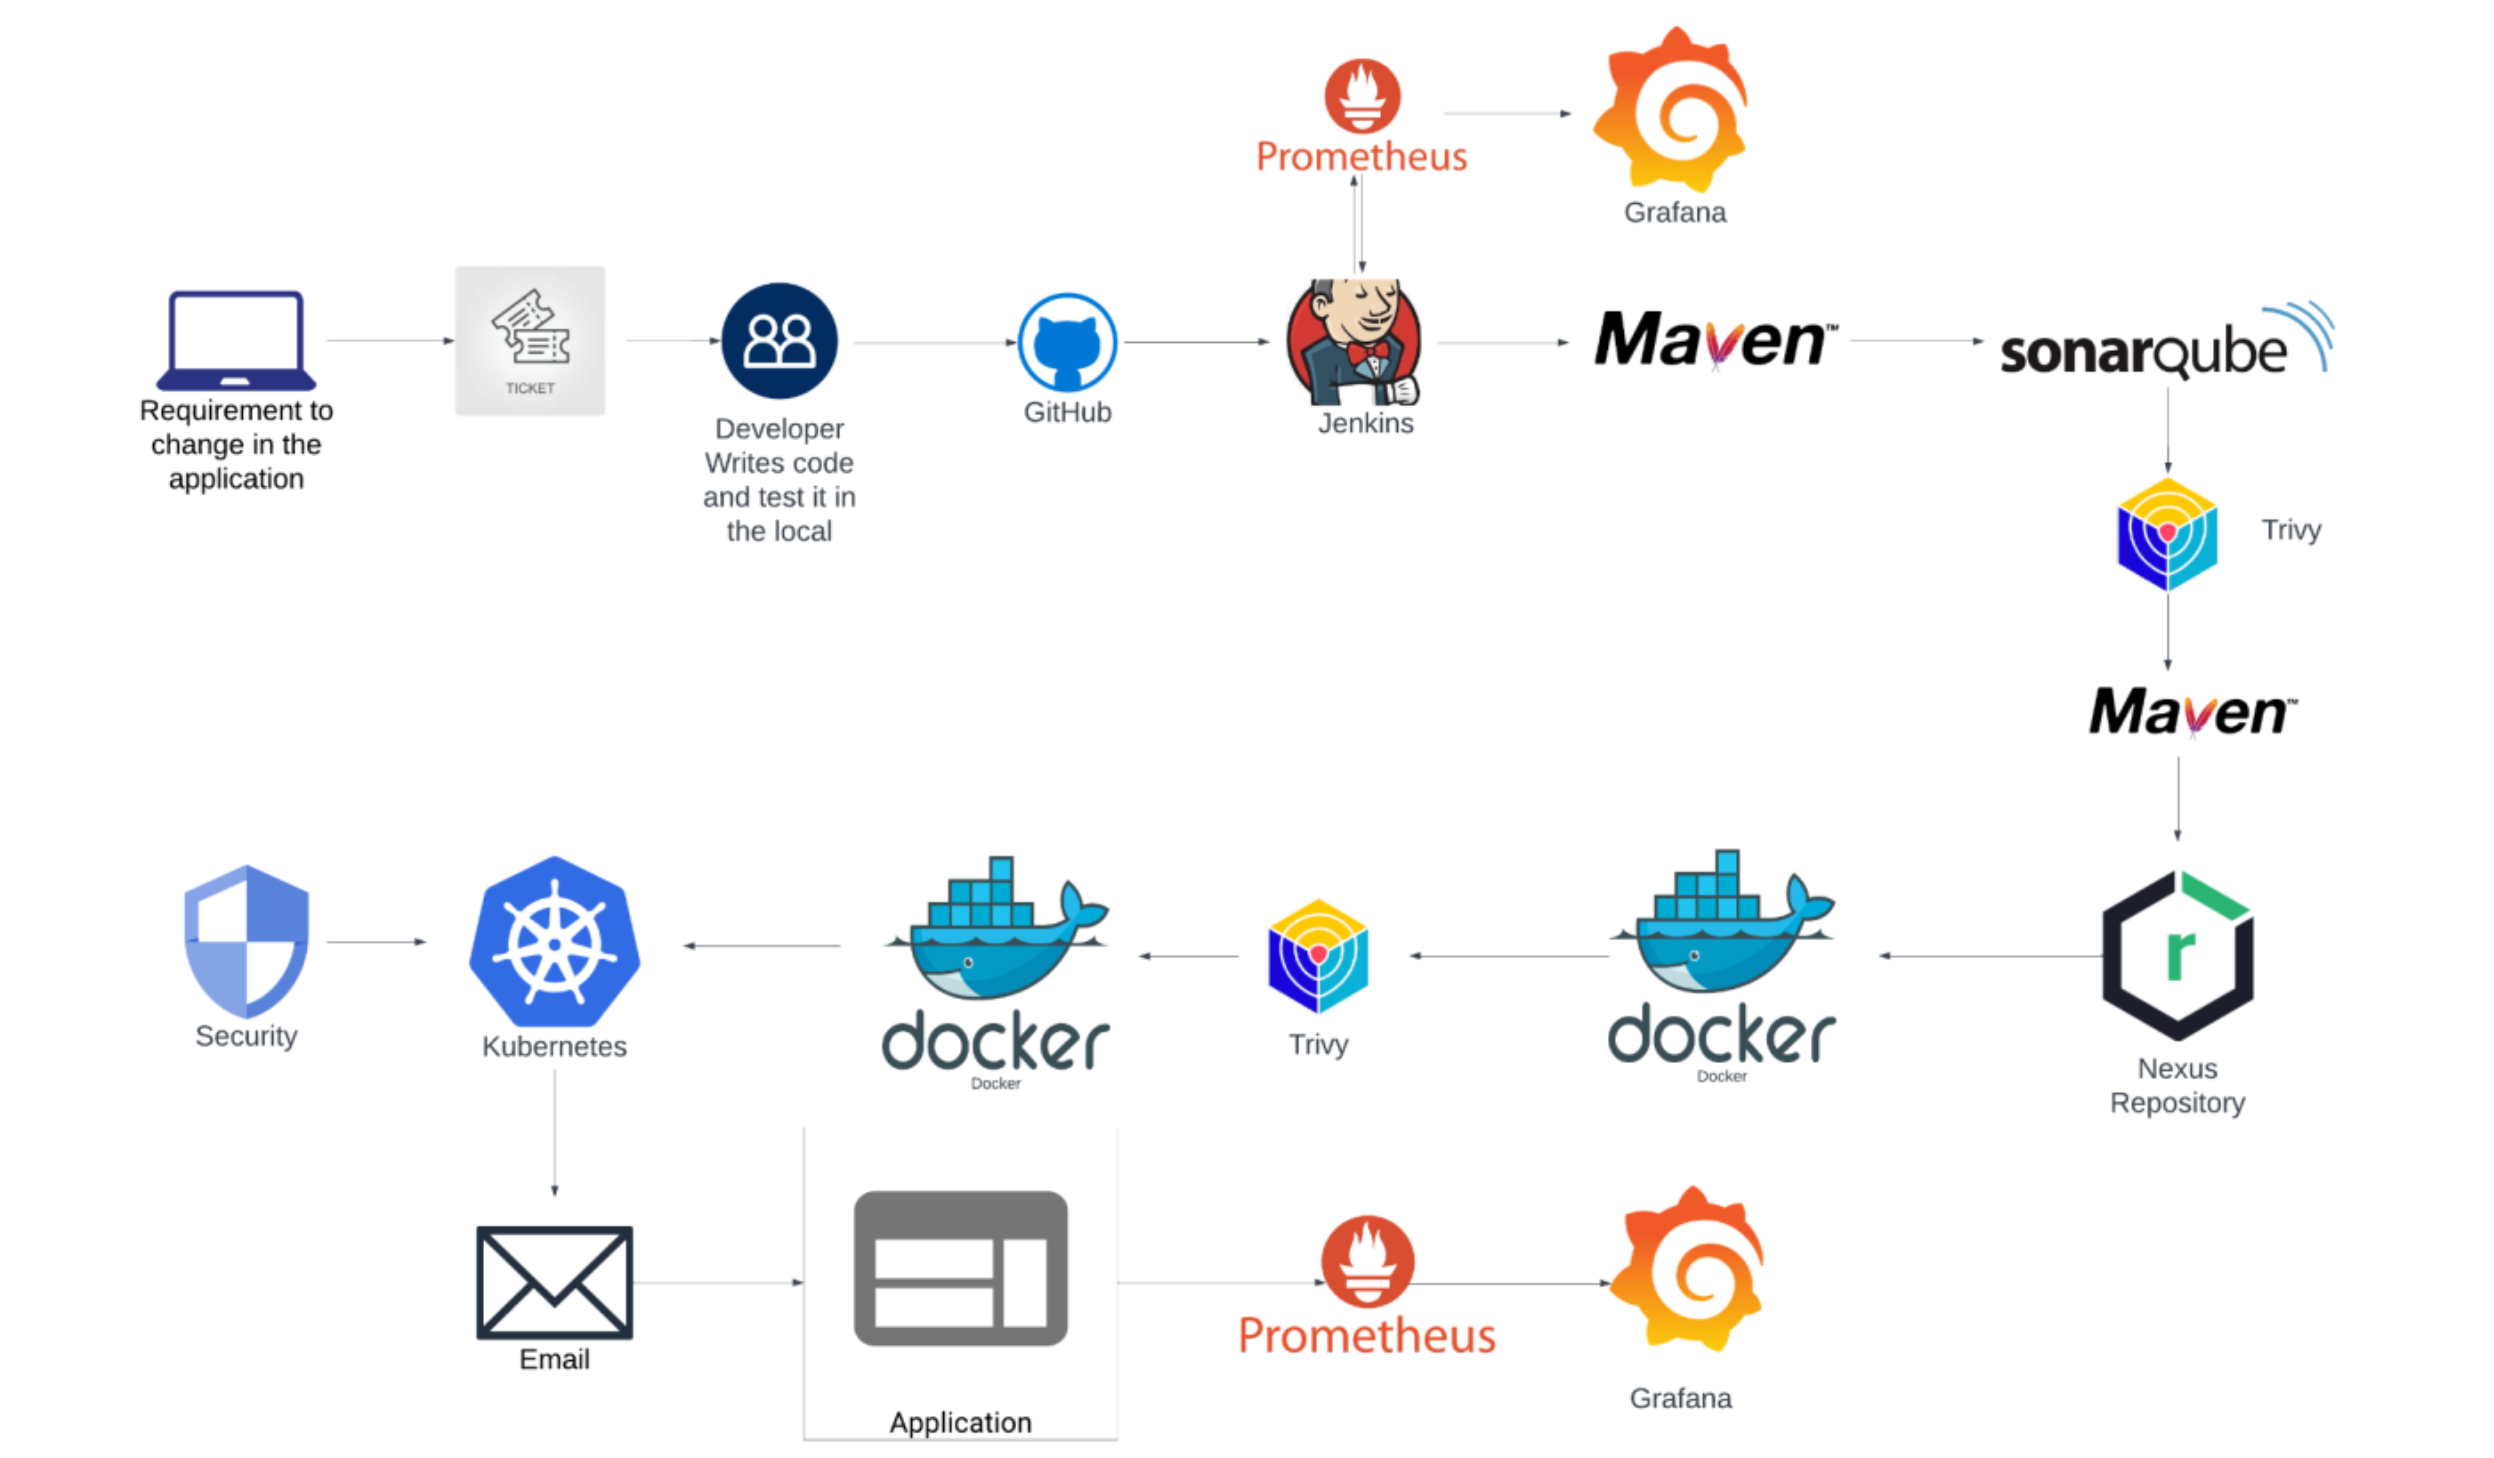 Prometheus
Grafana
Requirement to
change in the
application
TICKET
Developer
Writes code
and test it in
the local
GitHub
Jenkins
Maven™
sonarqube
Trivy
Maven™
Security
Kubernetes
docker
Docker
Trivy
docker
Docker
r
Nexus
Repository
Email
Application
Prometheus
Grafana